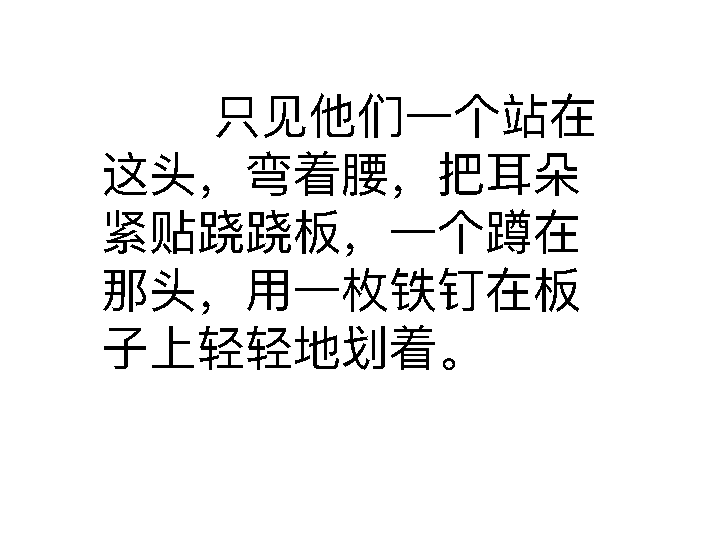 只见他们一个站在
这头，弯着腰，把耳朵
紧贴跷跷板，一个蹲在
那头，用一枚铁钉在板
子上轻轻地划着。